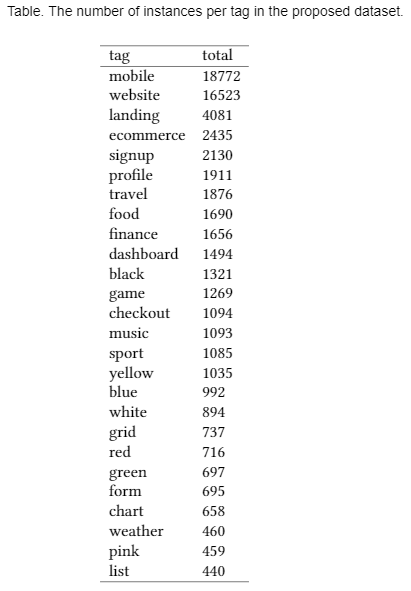 Table. The number of instances per tag in the proposed dataset.
tag total
mobile 18772
website 16523
landing 4081
ecommerce 2435
signup 2130
profile 1911
travel 1876
food 1690
finance 1656
dashboard 1494
black 1321
game 1269
checkout 1094
music 1093
sport 1085
yellow 1035
blue 992
white 894
grid 737
red 716
green 697
form 695
chart 658
weather 460
pink 459
list 440